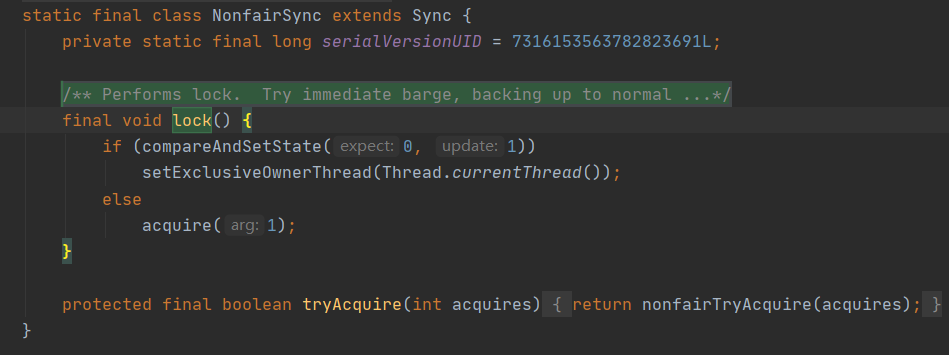 static final class NonfairSync extends Sync {
private static final long serialVersionUID = 7316153563782823691L;
/** Performs lock.  Try immediate barge, backing up to normal ...*/
final void lock() {
if (compareAndSetState( expect: 0, update: 1))
setExclusiveOwnerThread(Thread.currentThread());
else
acquire( arg: 1);
}
protected final boolean tryAcquire(int acquires) { return nonfairTryAcquire(acquires); }
}